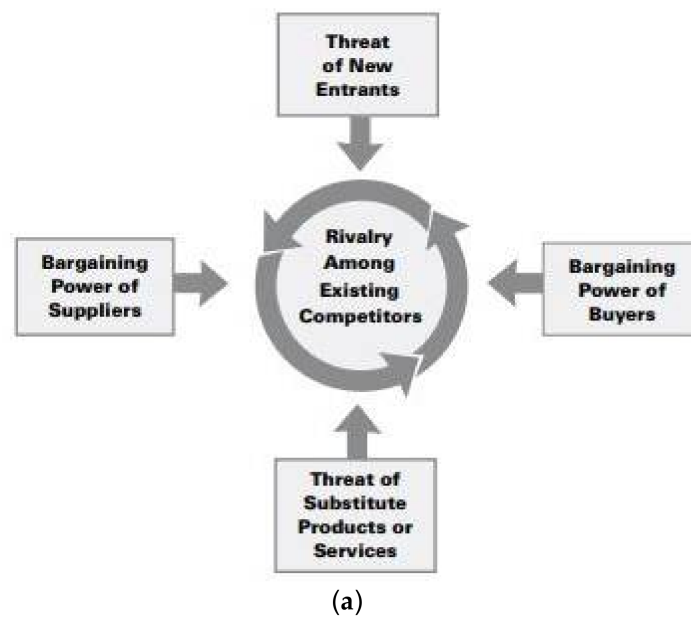 Threat
of New
Entrants
Bargaining
Power of
Suppliers
Rivalry
Among
Existing
Competitors
Bargaining
Power of
Buyers
Threat of
Substitute
Products or
Services
(a)